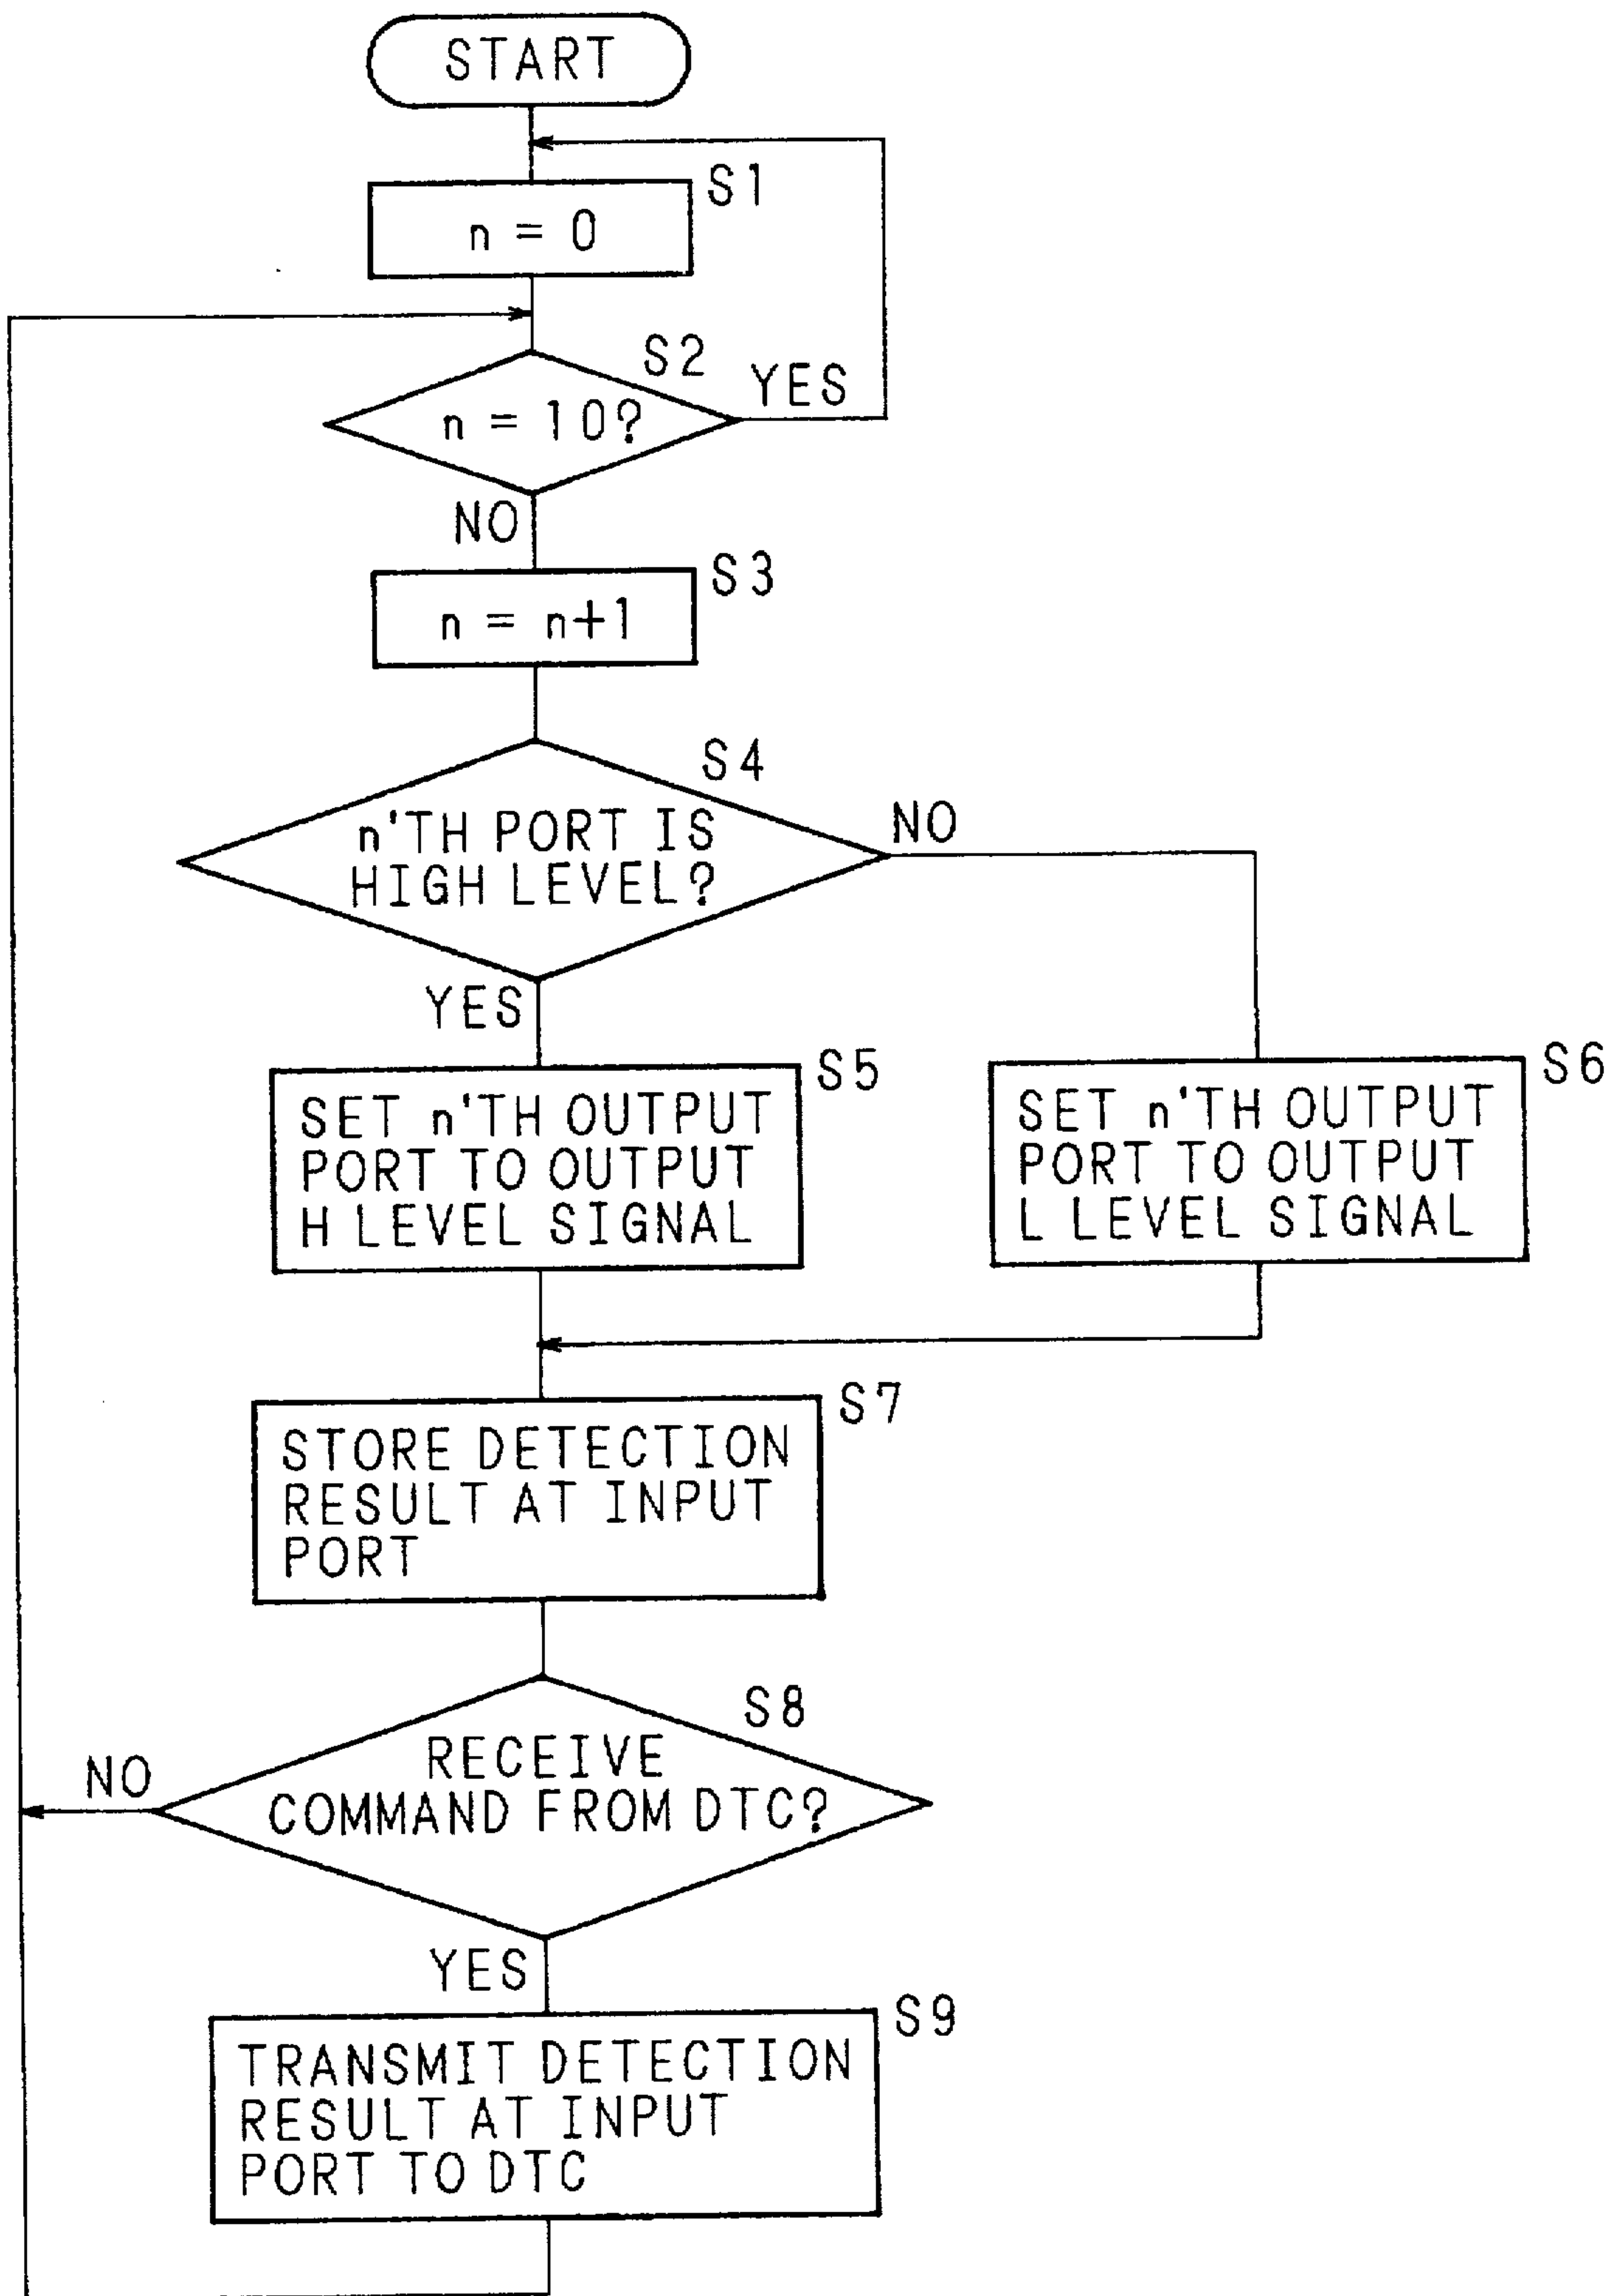 START
S1
n = 0
S2
YES
n = 10?
NO
S3
n = n+1
S4
n'TH PORT IS
HIGH LEVEL?
NO
YES
S5
SET n'TH OUTPUT
PORT TO OUTPUT
H LEVEL SIGNAL
S6
SET n'TH OUTPUT
PORT TO OUTPUT
L LEVEL SIGNAL
S7
STORE DETECTION
RESULT AT INPUT
PORT
S8
RECEIVE
COMMAND FROM DTC?
NO
YES
S9
TRANSMIT DETECTION
RESULT AT INPUT
PORT TO DTC